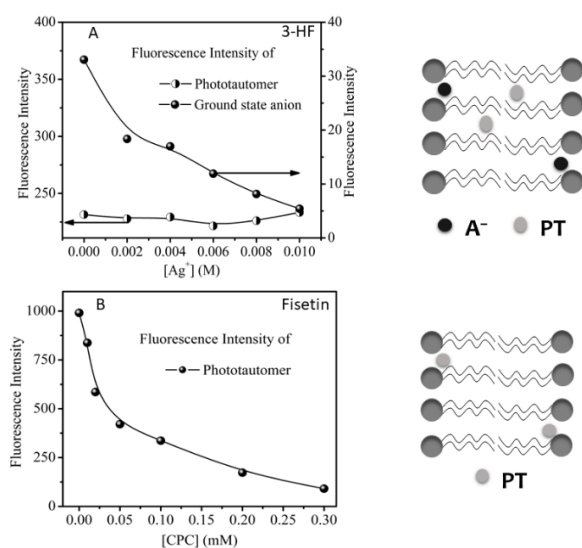 A
3-HF
Fluorescence Intensity of
Phototautomer
Ground state anion
400
350
300
250
Fluorescence Intensity
40
30
20
10
0
Fluorescence Intensity
0.000 0.002 0.004 0.006 0.008 0.010
[Ag⁺] (M)
A⁻ PT
B
Fisetin
Fluorescence Intensity of
Phototautomer
1000
750
500
250
0
Fluorescence Intensity
0.00 0.05 0.10 0.15 0.20 0.25 0.30
[CPC] (mM)
PT